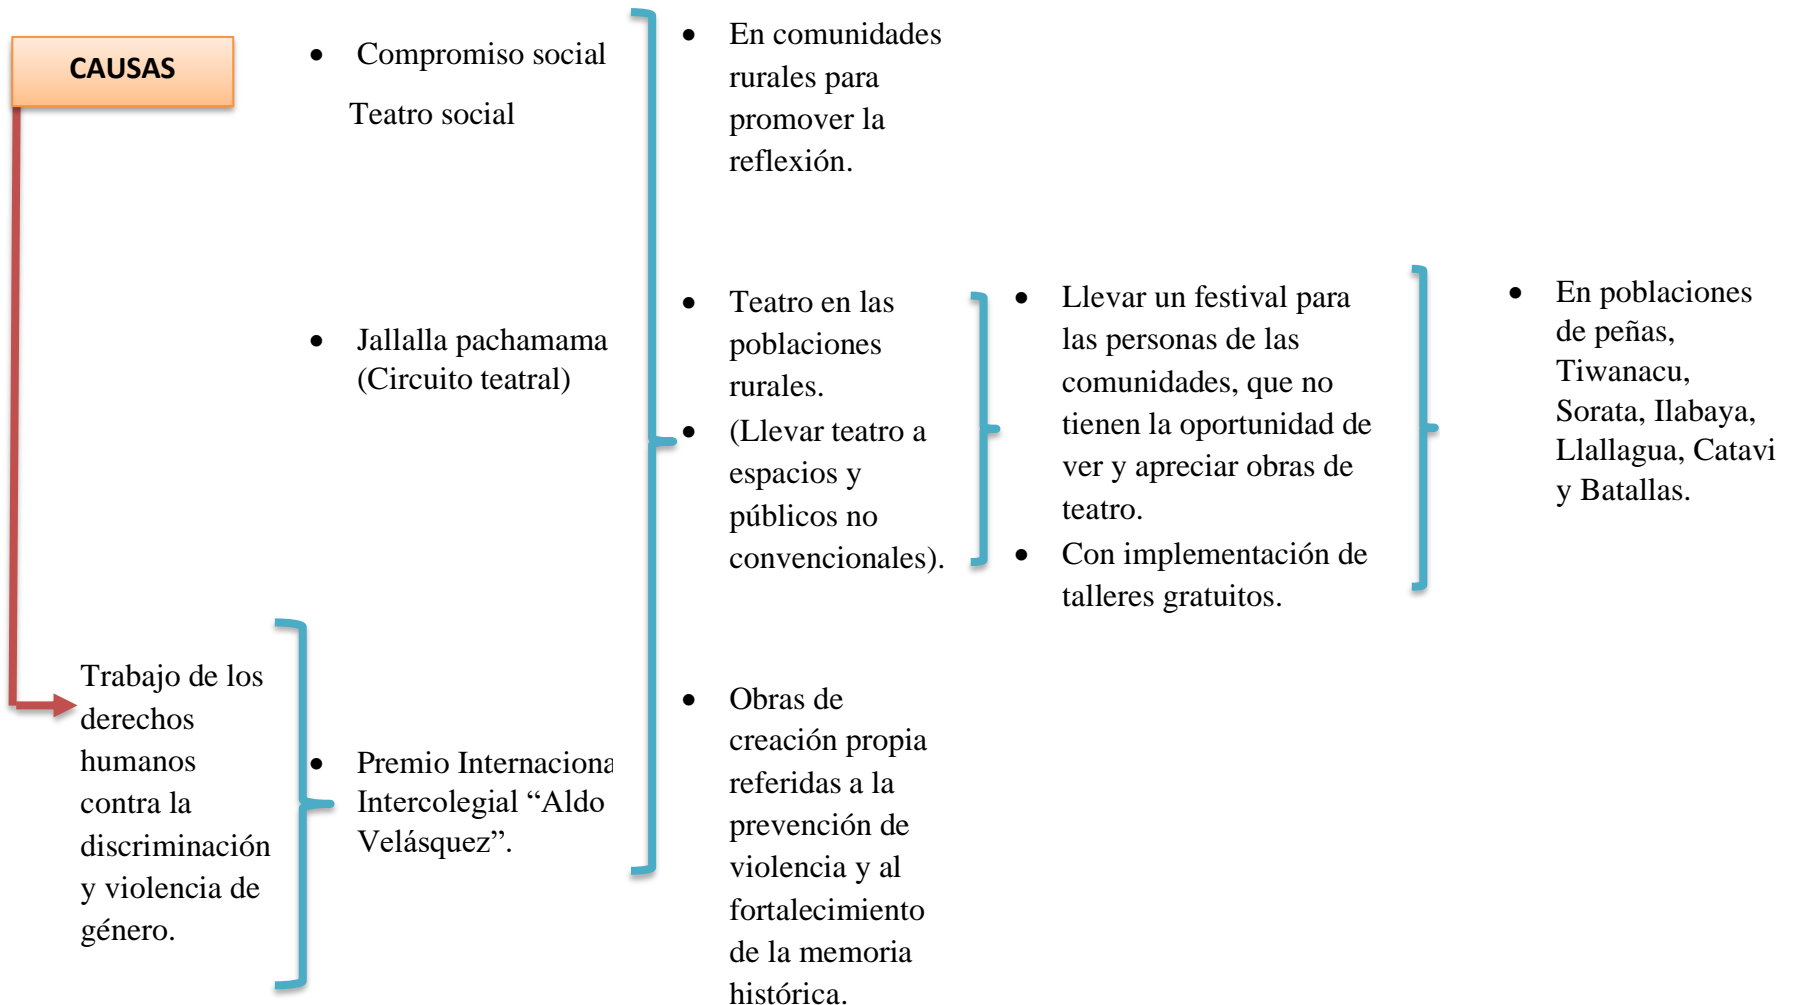 CAUSAS
Trabajo de los
derechos
humanos
contra la
discriminación
y violencia de
género.
• Compromiso social
Teatro social
• Jallalla pachamama
(Circuito teatral)
• Premio Internaciona
Intercolegial “Aldo
Velásquez”.
• En comunidades
rurales para
promover la
reflexión.
• Teatro en las
poblaciones
rurales.
• (Llevar teatro a
espacios y
públicos no
convencionales).
• Obras de
creación propia
referidas a la
prevención de
violencia y al
fortalecimiento
de la memoria
histórica.
• Llevar un festival para
las personas de las
comunidades, que no
tienen la oportunidad de
ver y apreciar obras de
teatro.
• Con implementación de
talleres gratuitos.
• En poblaciones
de peñas,
Tiwanacu,
Sorata, Ilabaya,
Llallagua, Catavi
y Batallas.